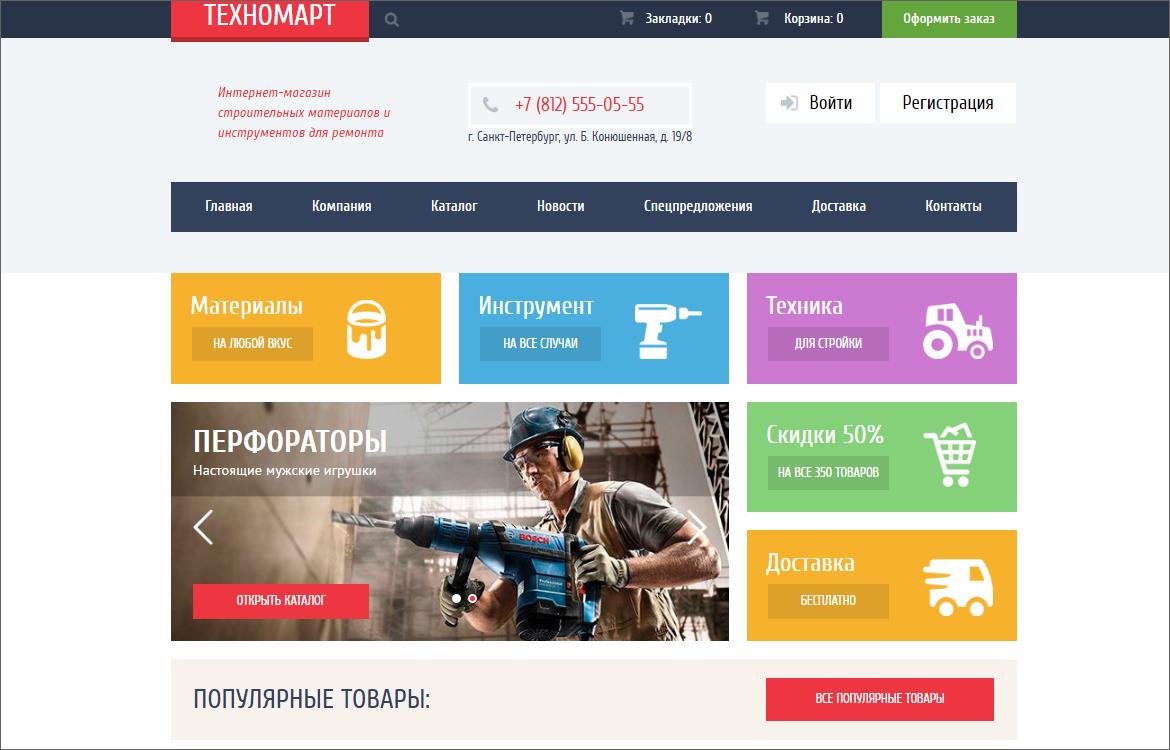 ТЕХНОМАРТ
Закладки: 0
Корзина: 0
Оформить заказ
Интернет-магазин
строительных материалов и
инструментов для ремонта
+7 (812) 555-05-55
г. Санкт-Петербург, ул. Б. Конюшенная, д. 19/8
Войти
Регистрация
Главная
Компания
Каталог
Новости
Спецпредложения
Доставка
Контакты
Материалы
НА ЛЮБОЙ ВКУС
Инструмент
НА ВСЕ СЛУЧАИ
Техника
ДЛЯ СТРОЙКИ
ПЕРФОРАТОРЫ
Настоящие мужские игрушки
BOSCH
ОТКРЫТЬ КАТАЛОГ
Скидки 50%
НА ВСЕ 350 ТОВАРОВ
Доставка
БЕСПЛАТНО
ПОПУЛЯРНЫЕ ТОВАРЫ:
ВСЕ ПОПУЛЯРНЫЕ ТОВАРЫ